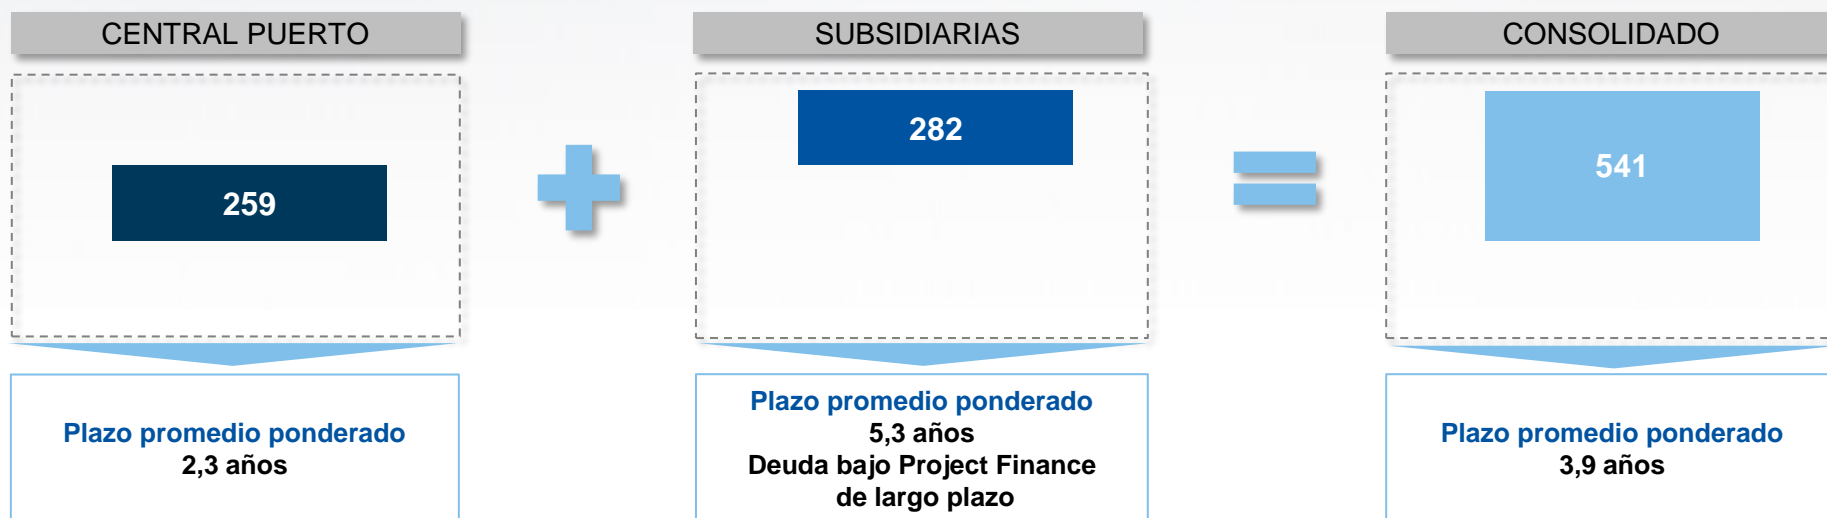 CENTRAL PUERTO
SUBSIDIARIAS
CONSOLIDADO
259
282
541
Plazo promedio ponderado
2,3 años
Plazo promedio ponderado
5,3 años
Deuda bajo Project Finance
de largo plazo
Plazo promedio ponderado
3,9 años